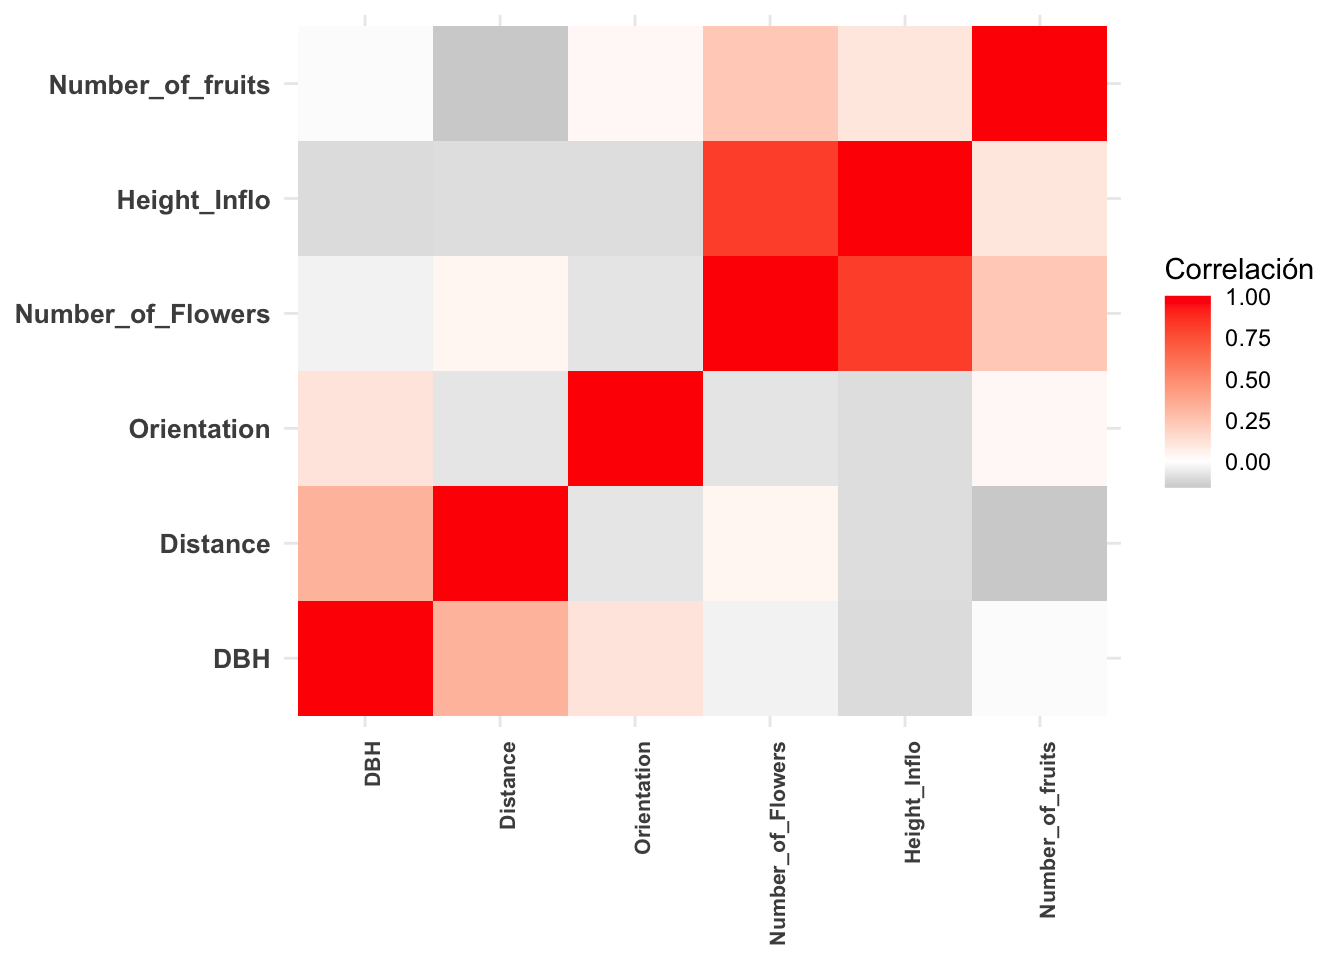 Number_of_fruits
Height_Inflo
Number_of_Flowers
Orientation
Distance
DBH
DBH
Distance
Orientation
Number_of_Flowers
Height_Inflo
Number_of_fruits
Correlación
1.00
0.75
0.50
0.25
0.00